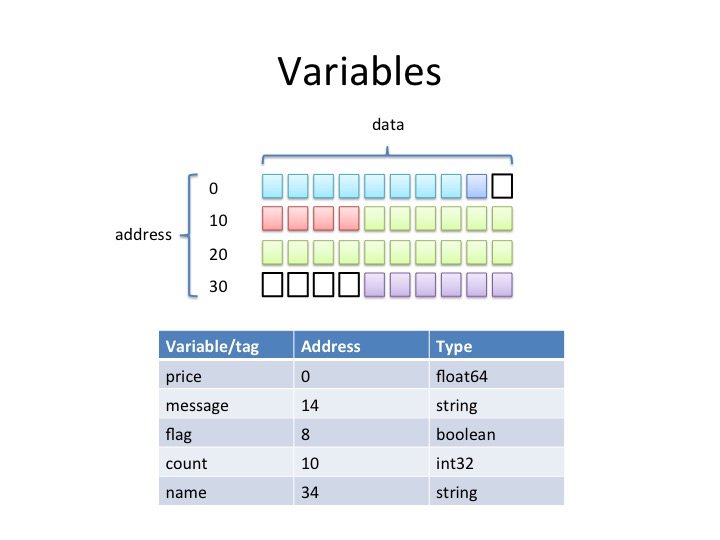 Variables
data
0
10
address
20
30
Variable/tag Address Type
price 0 float64
message 14 string
flag 8 boolean
count 10 int32
name 34 string